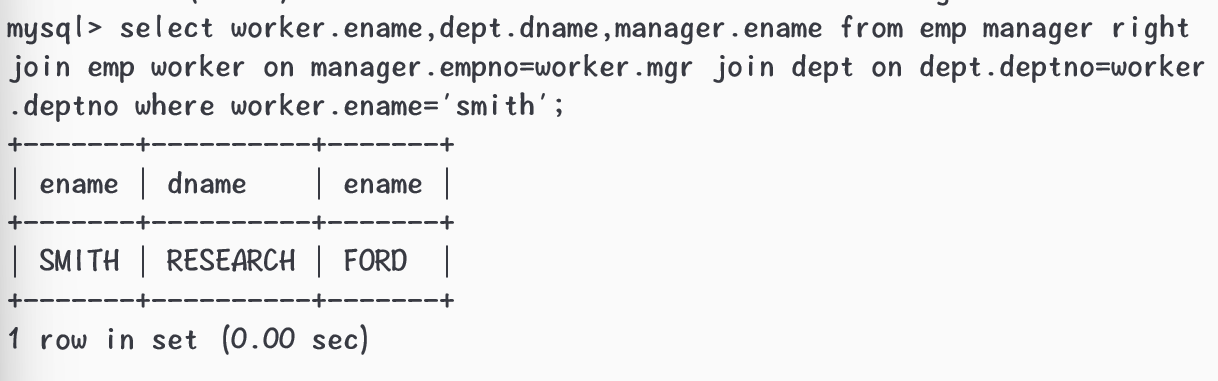 mysql> select worker.ename,dept.dname,manager.ename from emp manager right
join emp worker on manager.empno=worker.mgr join dept on dept.deptno=worker
.deptno where worker.ename='smith';
+-------+----------+-------+
| ename | dname    | ename |
+-------+----------+-------+
| SMITH | RESEARCH | FORD  |
+-------+----------+-------+
1 row in set (0.00 sec)